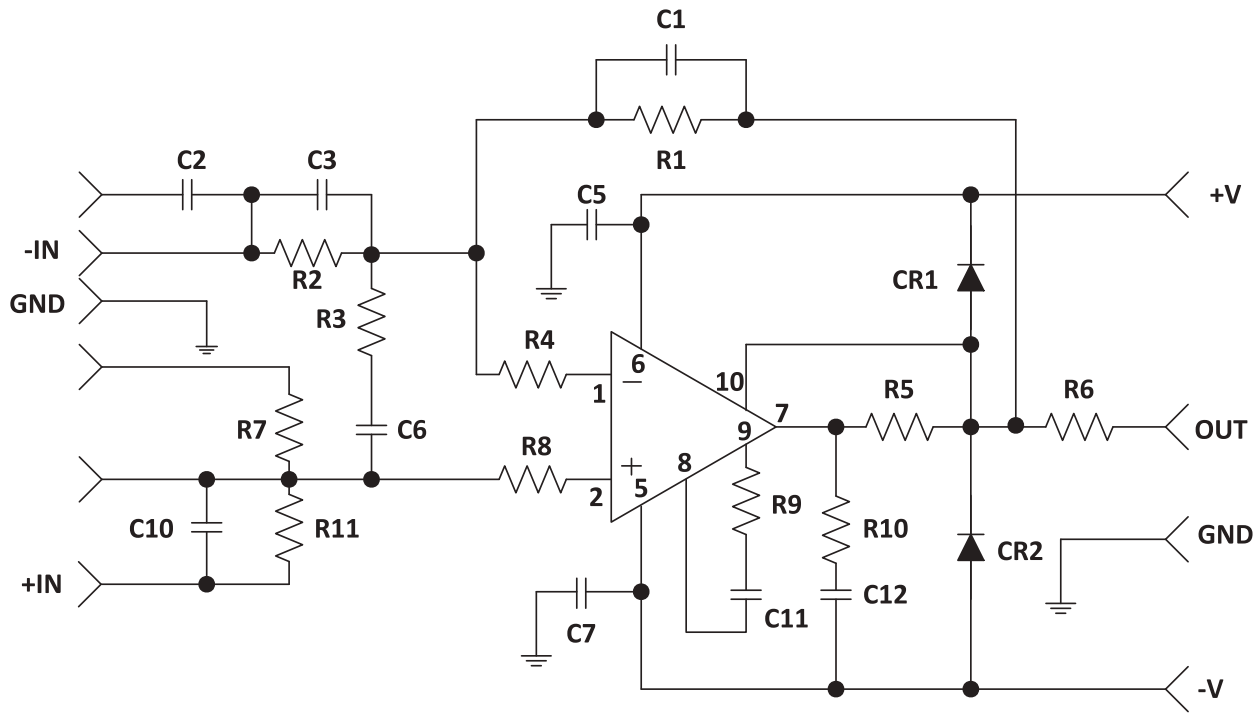 C1
R1
C2
C3
C5
+V
-IN
R2
CR1
GND
R3
R4
6
10
1
−
R5
R6
7
R7
C6
9
OUT
R8
8
+
5
2
R9
C10
R11
R10
GND
CR2
+IN
C12
C11
C7
-V